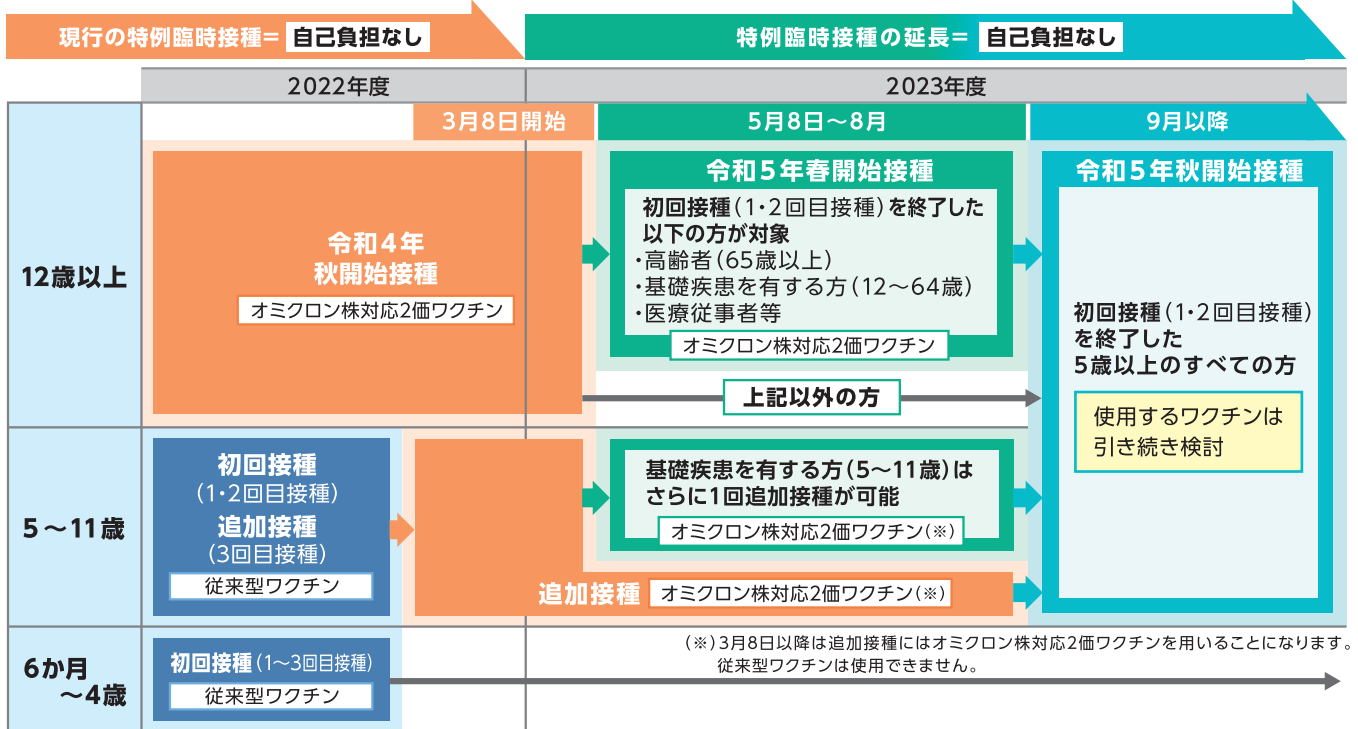 現行の特例臨時接種= 自己負担なし
特例臨時接種の延長= 自己負担なし
2022年度
2023年度
3月8日開始
5月8日～8月
9月以降
12歳以上
令和4年
秋開始接種
オミクロン株対応2価ワクチン
令和5年春開始接種
初回接種(1・2回目接種)を終了した
以下の方が対象
・高齢者(65歳以上)
・基礎疾患を有する方(12～64歳)
・医療従事者等
オミクロン株対応2価ワクチン
上記以外の方
令和5年秋開始接種
初回接種(1・2回目接種)
を終了した
5歳以上のすべての方
使用するワクチンは
引き続き検討
5～11歳
初回接種
(1・2回目接種)
追加接種
(3回目接種)
従来型ワクチン
基礎疾患を有する方(5～11歳)は
さらに1回追加接種が可能
オミクロン株対応2価ワクチン(※)
追加接種 オミクロン株対応2価ワクチン(※)
6か月
～4歳
初回接種(1～3回目接種)
従来型ワクチン
(※)3月8日以降は追加接種にはオミクロン株対応2価ワクチンを用いることになります。
従来型ワクチンは使用できません。